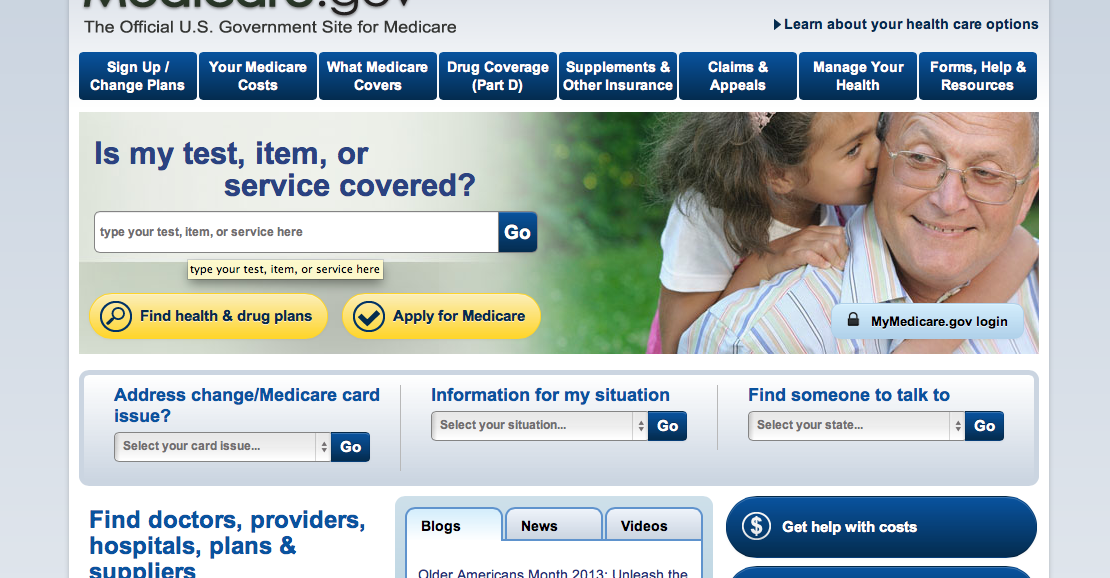 Medicare.gov
The Official U.S. Government Site for Medicare
Learn about your health care options
Sign Up /
Change Plans
Your Medicare
Costs
What Medicare
Covers
Drug Coverage
(Part D)
Supplements &
Other Insurance
Claims &
Appeals
Manage Your
Health
Forms, Help &
Resources
Is my test, item, or
service covered?
type your test, item, or service here
Go
type your test, item, or service here
Find health & drug plans
Apply for Medicare
MyMedicare.gov login
Address change/Medicare card
issue?
Select your card issue...
Go
Information for my situation
Select your situation...
Go
Find someone to talk to
Select your state...
Go
Find doctors, providers,
hospitals, plans &
suppliers
Blogs
News
Videos
Older Americans Month 2013: Unleash the
Get help with costs